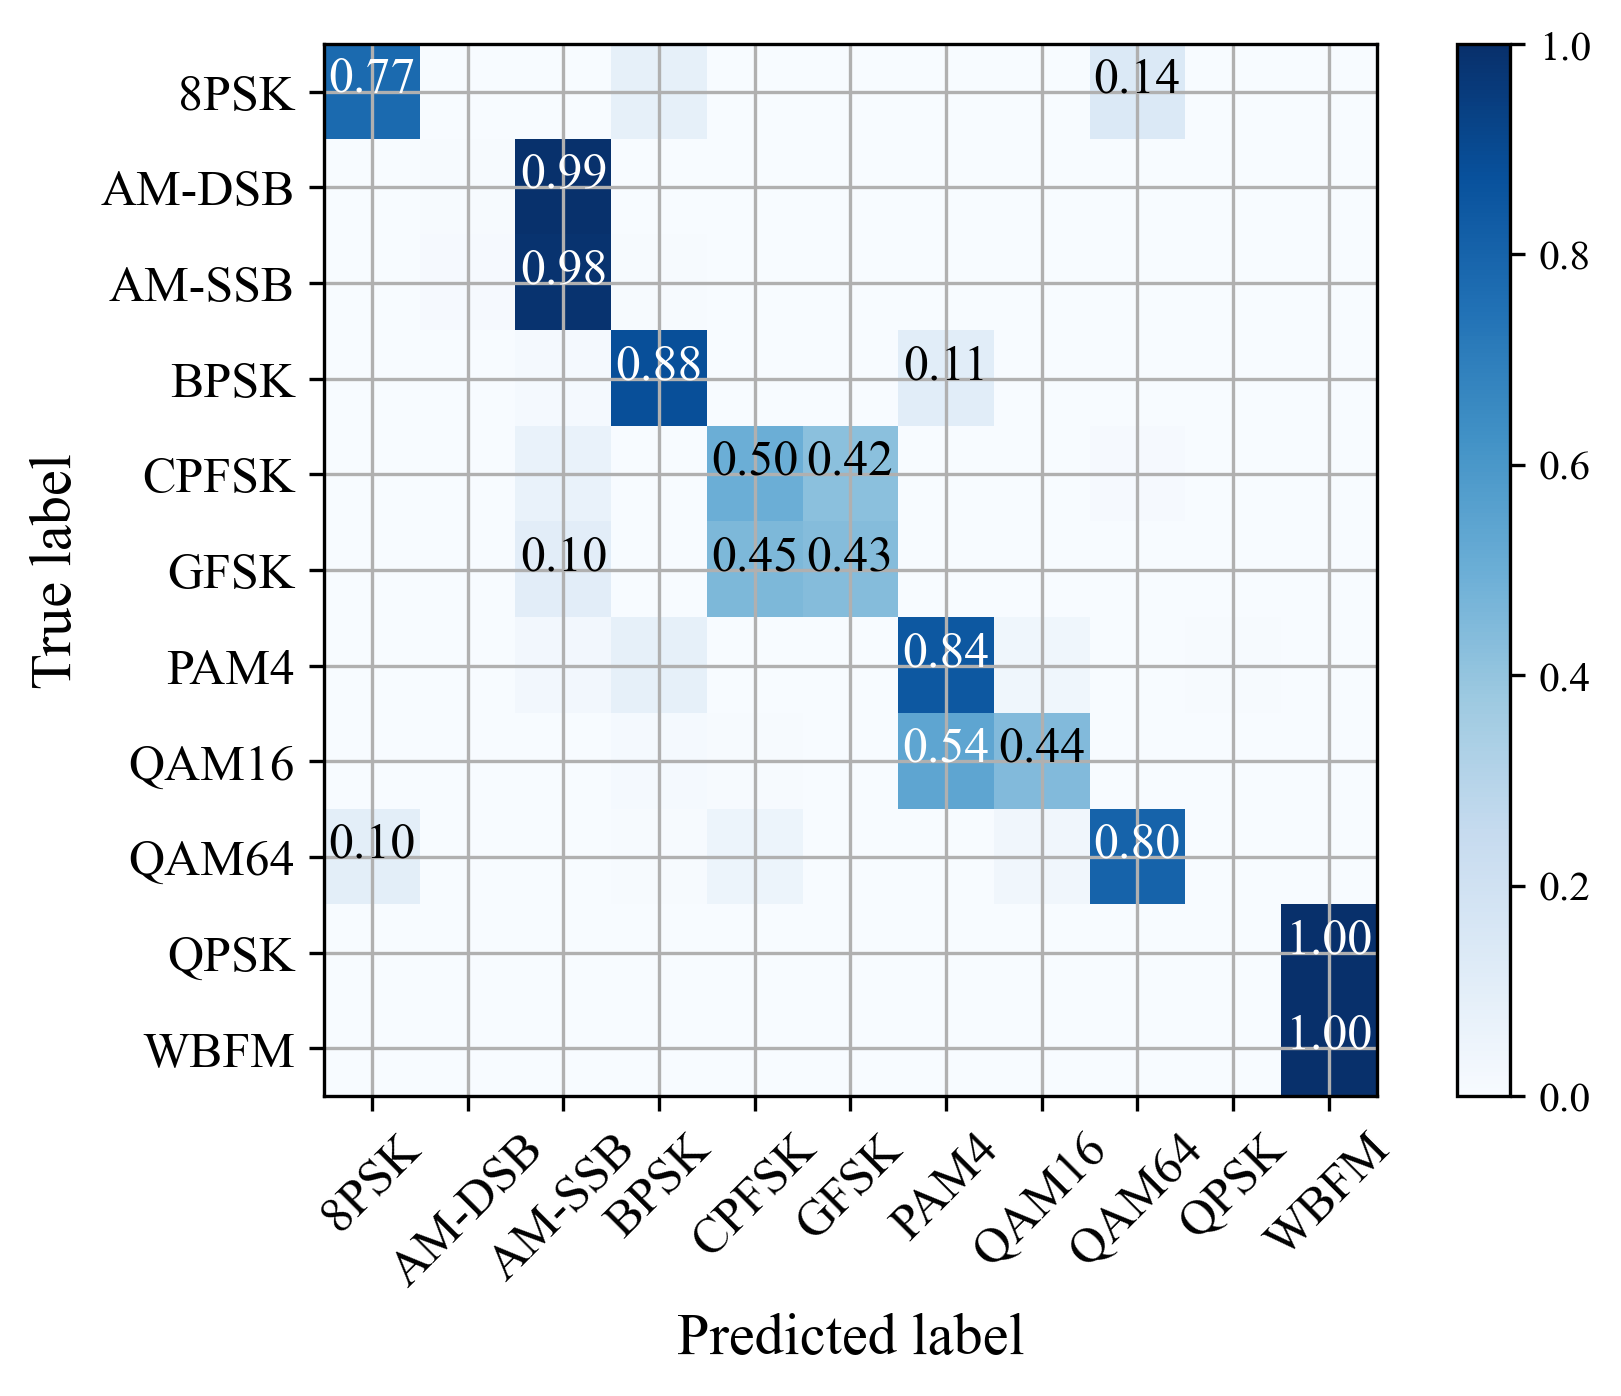 8PSK 0.77 0.14
AM-DSB 0.99
AM-SSB 0.98
BPSK 0.88 0.11
CPFSK 0.50 0.42
GFSK 0.10 0.45 0.43
PAM4 0.84
QAM16 0.54 0.44
QAM64 0.10 0.80
QPSK 1.00
WBFM 1.00
True label
8PSK AM-DSB AM-SSB BPSK CPFSK GFSK PAM4 QAM16 QAM64 QPSK WBFM
Predicted label
1.0
0.8
0.6
0.4
0.2
0.0